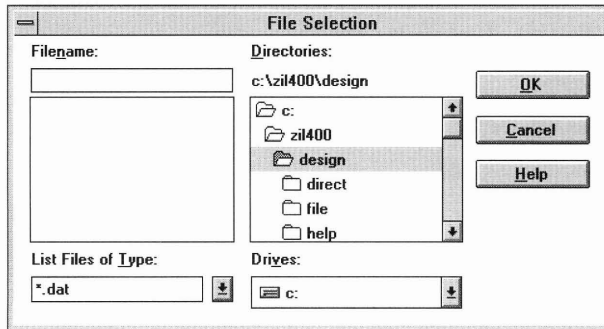 File Selection
Filename:
Directories:
c:\zil400\design
OK
c:
zil400
Cancel
design
Help
direct
file
help
List Files of Type:
Drives:
*.dat
c: